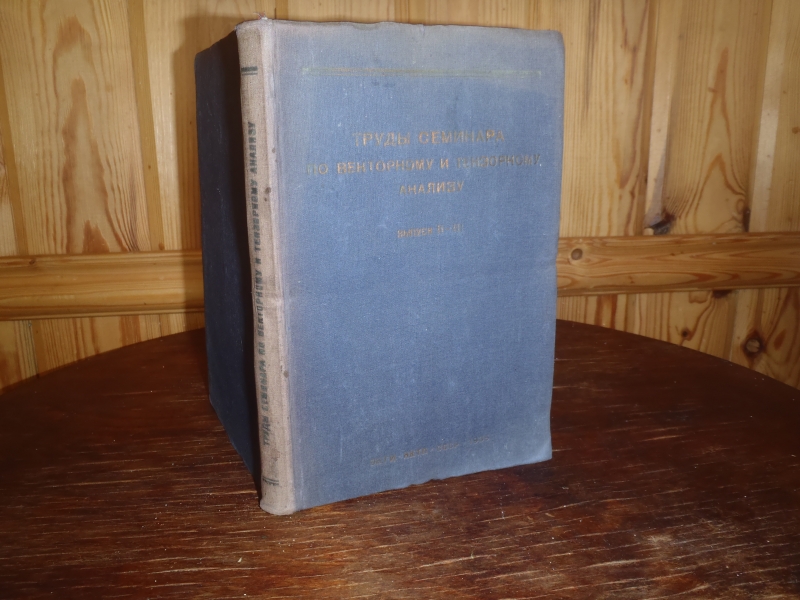 ТРУДЫ СЕМИНАРА
ПО ВЕКТОРНОМУ И ТЕНЗОРНОМУ
АНАЛИЗУ
ТРУДЫ СЕМИНАРА ПО ВЕКТОРНОМУ И ТЕНЗОРНОМУ АНАЛИЗУ